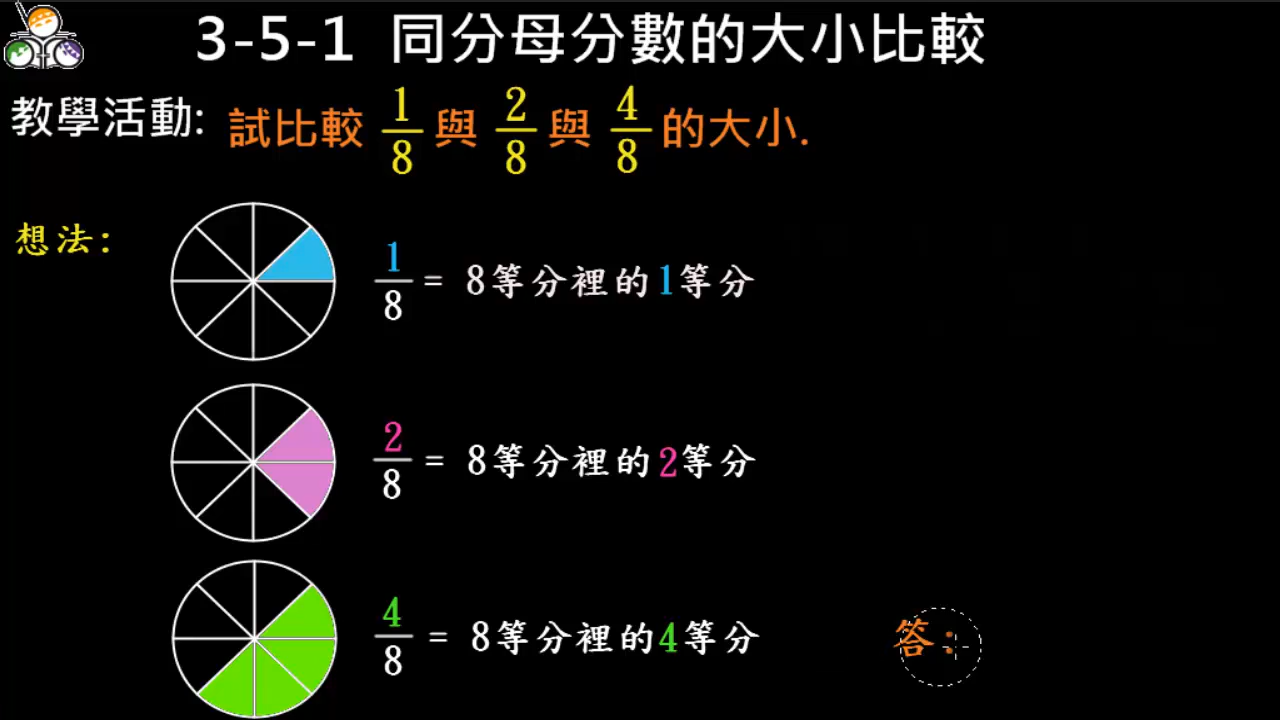 3-5-1 同分母分數的大小比較
教學活動: 試比較 1/8 與 2/8 與 4/8 的大小.
想法:
1/8 = 8等分裡的1等分
2/8 = 8等分裡的2等分
4/8 = 8等分裡的4等分
答: